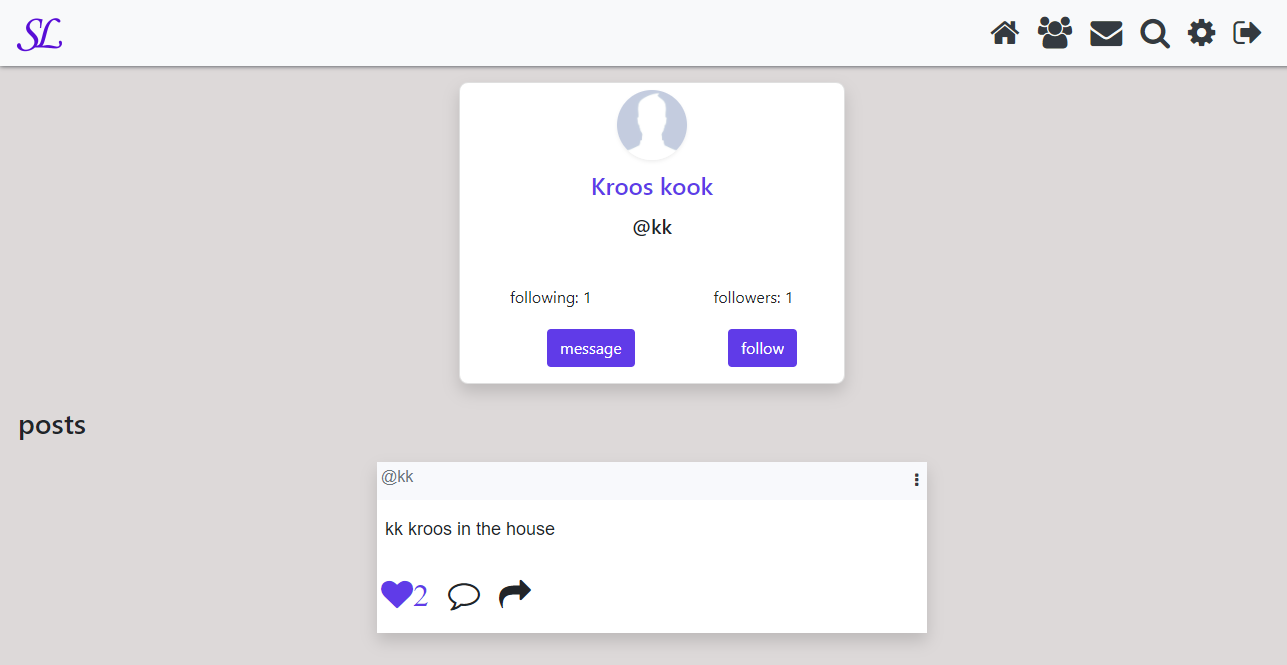 SL
Kroos kook
@kk
following: 1 followers: 1
message follow
posts
@kk
kk kroos in the house
2